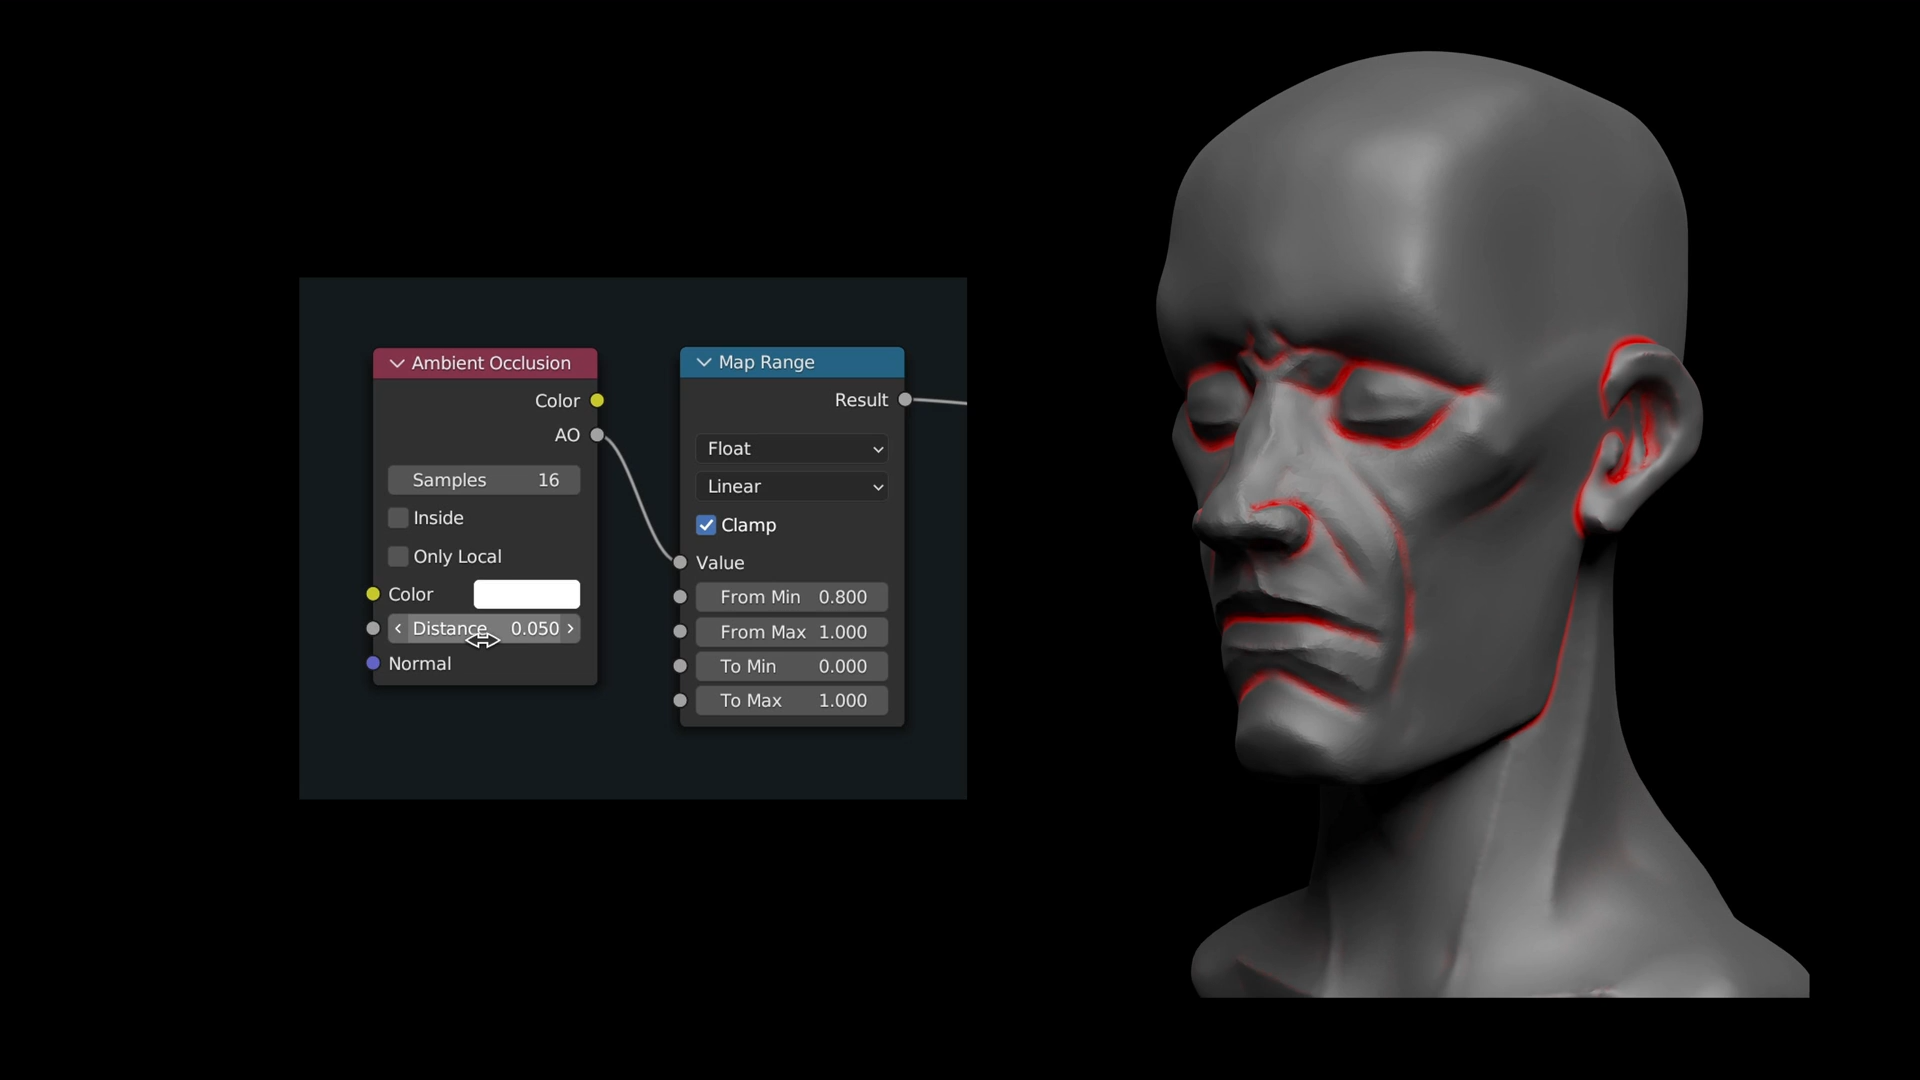 Ambient Occlusion
Color
AO
Samples 16
Inside
Only Local
Color
Distance 0.050
Normal
Map Range
Result
Float
Linear
Clamp
Value
From Min 0.800
From Max 1.000
To Min 0.000
To Max 1.000